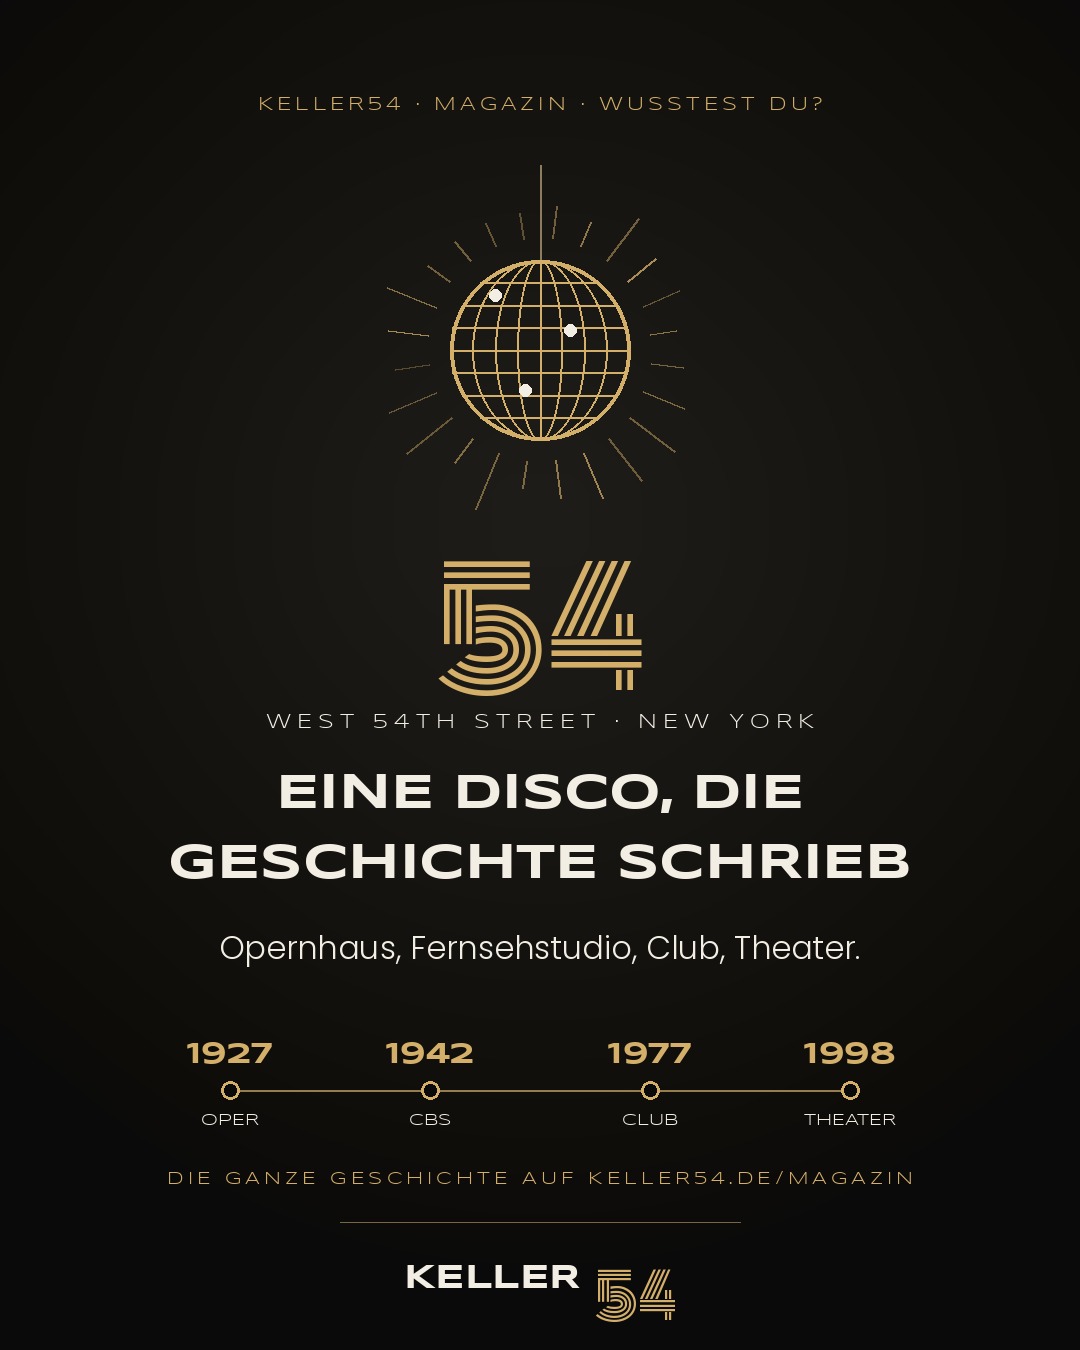 KELLER54 · MAGAZIN · WUSSTEST DU?
54
WEST 54TH STREET · NEW YORK
EINE DISCO, DIE
GESCHICHTE SCHRIEB
Opernhaus, Fernsehstudio, Club, Theater.
1927 1942 1977 1998
OPER CBS CLUB THEATER
DIE GANZE GESCHICHTE AUF KELLER54.DE/MAGAZIN
KELLER 54